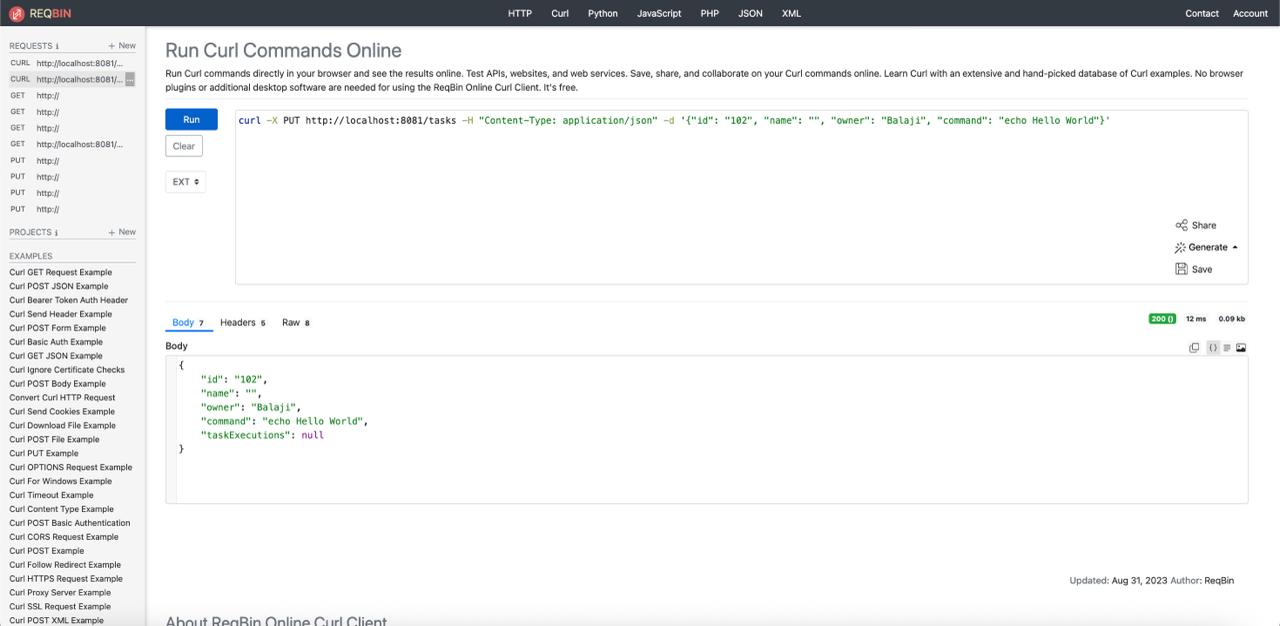 REQBIN
HTTP Curl Python JavaScript PHP JSON XML
Contact Account
REQUESTS + New
CURL http://localhost:8081/...
CURL http://localhost:8081/... ...
GET http://
GET http://
GET http://
GET http://localhost:8081/...
PUT http://
PUT http://
PUT http://
PUT http://
PROJECTS + New
EXAMPLES
Curl GET Request Example
Curl POST JSON Example
Curl Bearer Token Auth Header
Curl Send Header Example
Curl POST Form Example
Curl Basic Auth Example
Curl GET JSON Example
Curl Ignore Certificate Checks
Curl POST Body Example
Convert Curl HTTP Request
Curl Send Cookies Example
Curl Download File Example
Curl POST File Example
Curl PUT Example
Curl OPTIONS Request Example
Curl For Windows Example
Curl Timeout Example
Curl Content Type Example
Curl POST Basic Authentication
Curl CORS Request Example
Curl POST Example
Curl Follow Redirect Example
Curl HTTPS Request Example
Curl Proxy Server Example
Curl SSL Request Example
Curl POST XML Example
Run Curl Commands Online
Run Curl commands directly in your browser and see the results online. Test APIs, websites, and web services. Save, share, and collaborate on your Curl commands online. Learn Curl with an extensive and hand-picked database of Curl examples. No browser
plugins or additional desktop software are needed for using the ReqBin Online Curl Client. It's free.
Run
Clear
EXT
curl -X PUT http://localhost:8081/tasks -H "Content-Type: application/json" -d '{"id": "102", "name": "", "owner": "Balaji", "command": "echo Hello World"}'
Share
Generate
Save
Body 7 Headers 5 Raw 8
200 () 12 ms 0.09 kb
Body
{}
{
"id": "102",
"name": "",
"owner": "Balaji",
"command": "echo Hello World",
"taskExecutions": null
}
Updated: Aug 31, 2023 Author: ReqBin
About ReqBin Online Curl Client